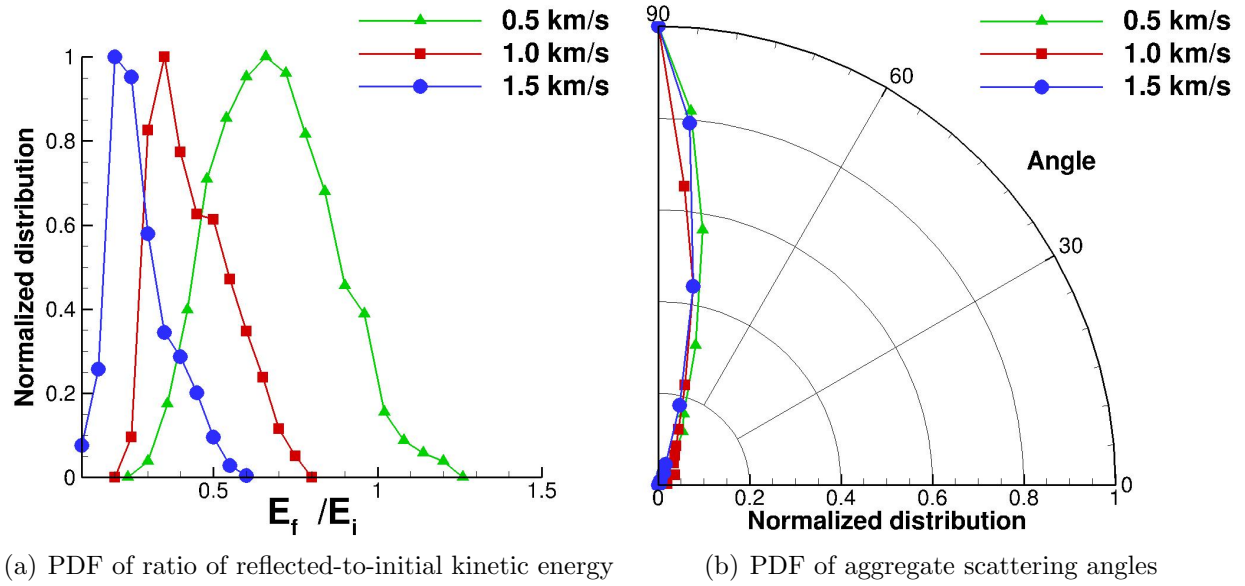 0.5 km/s
1.0 km/s
1.5 km/s
1
0.8
0.6
0.4
0.2
0
Normalized distribution
0.5
1
1.5
E_f /E_i
(a) PDF of ratio of reflected-to-initial kinetic energy
90
0.5 km/s
1.0 km/s
1.5 km/s
60
Angle
30
0
0
0.2
0.4
0.6
0.8
1
Normalized distribution
(b) PDF of aggregate scattering angles